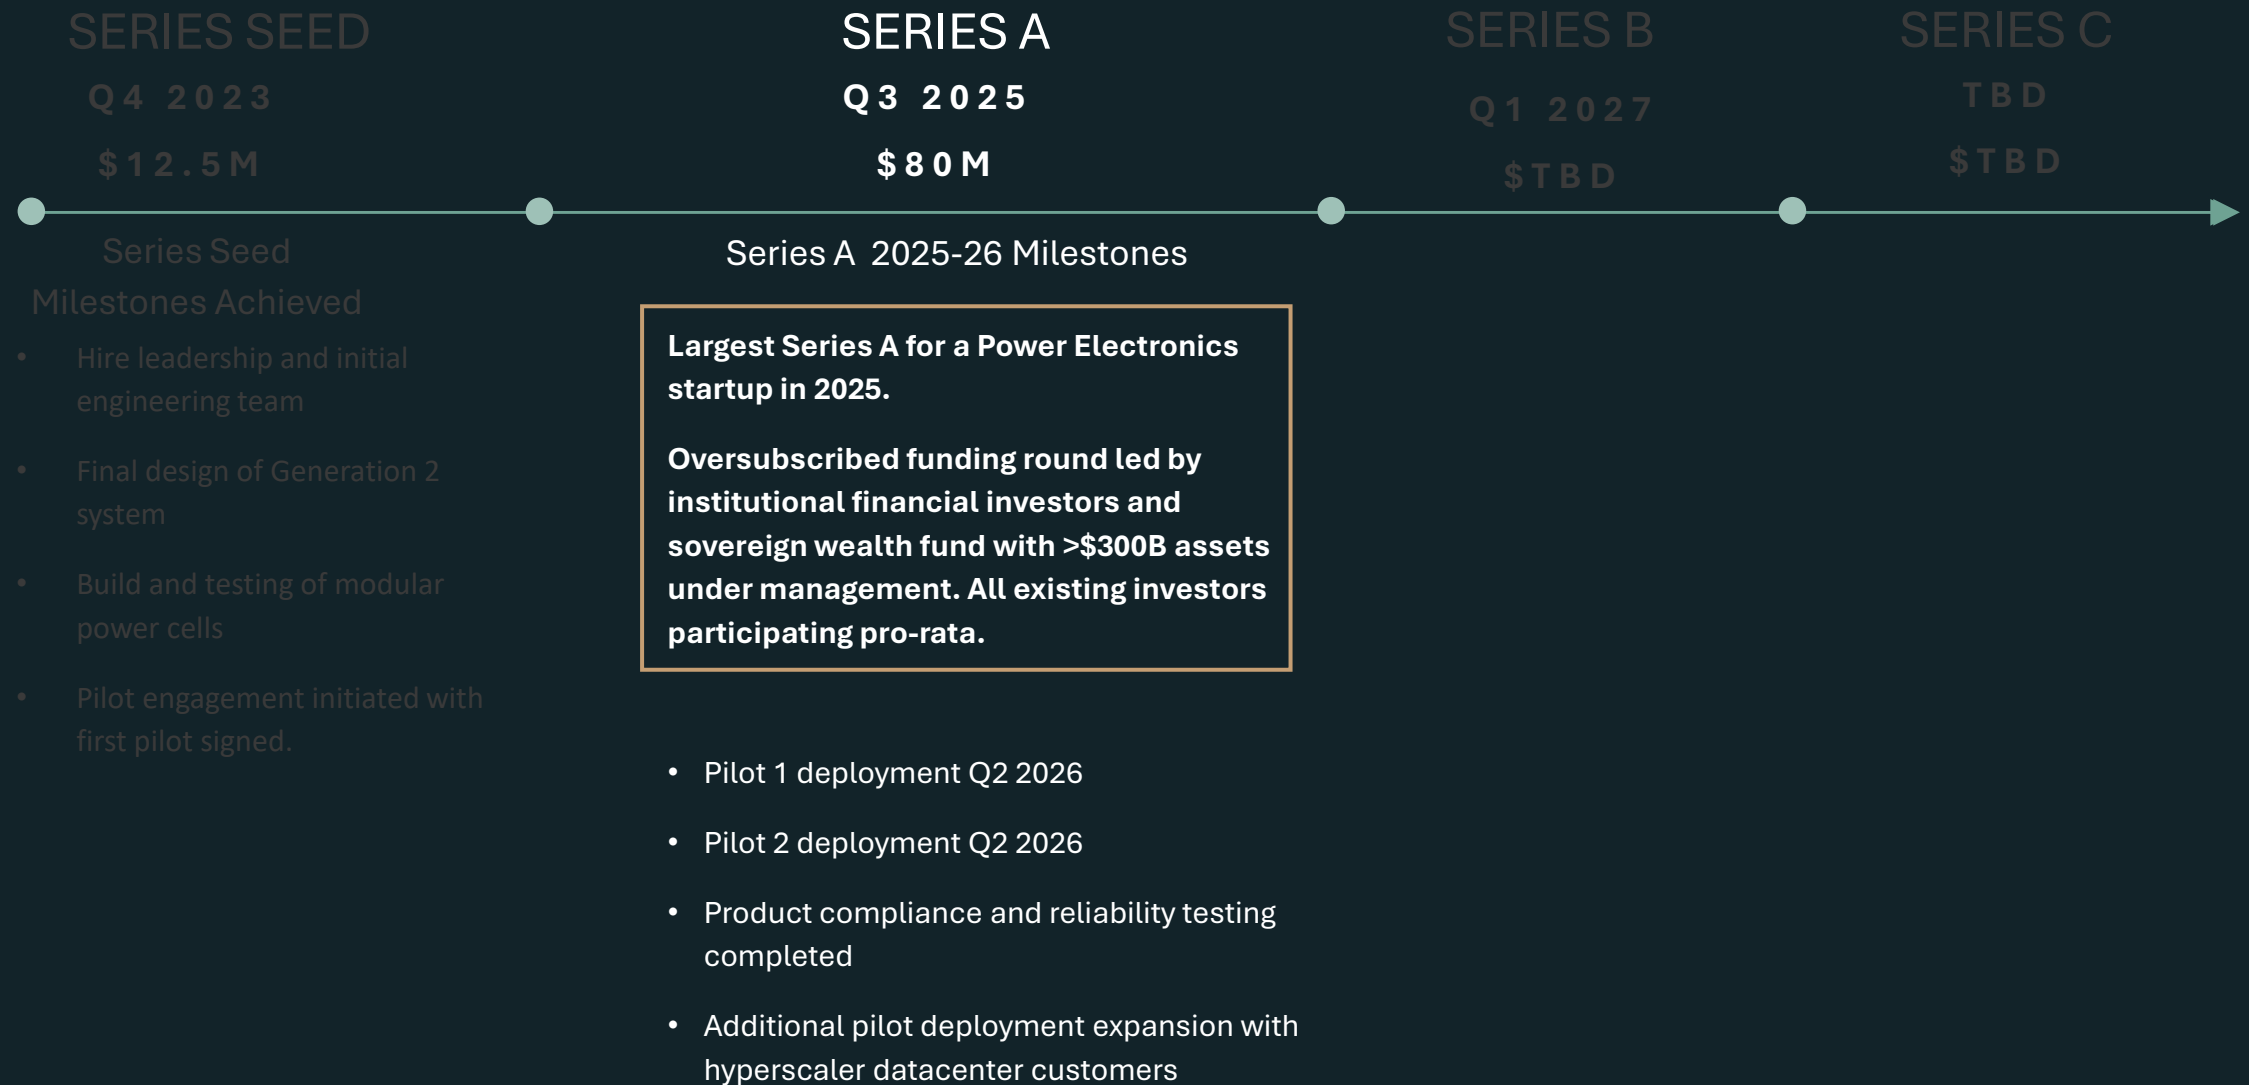 SERIES SEED
Q4 2023
$12.5M
Series Seed
Milestones Achieved
• Hire leadership and initial
engineering team
• Final design of Generation 2
system
• Build and testing of modular
power cells
• Pilot engagement initiated with
first pilot signed.
SERIES A
Q3 2025
$80M
Series A 2025-26 Milestones
Largest Series A for a Power Electronics
startup in 2025.
Oversubscribed funding round led by
institutional financial investors and
sovereign wealth fund with >$300B assets
under management. All existing investors
participating pro-rata.
• Pilot 1 deployment Q2 2026
• Pilot 2 deployment Q2 2026
• Product compliance and reliability testing
completed
• Additional pilot deployment expansion with
hyperscaler datacenter customers
SERIES B
Q1 2027
$TBD
SERIES C
TBD
$TBD